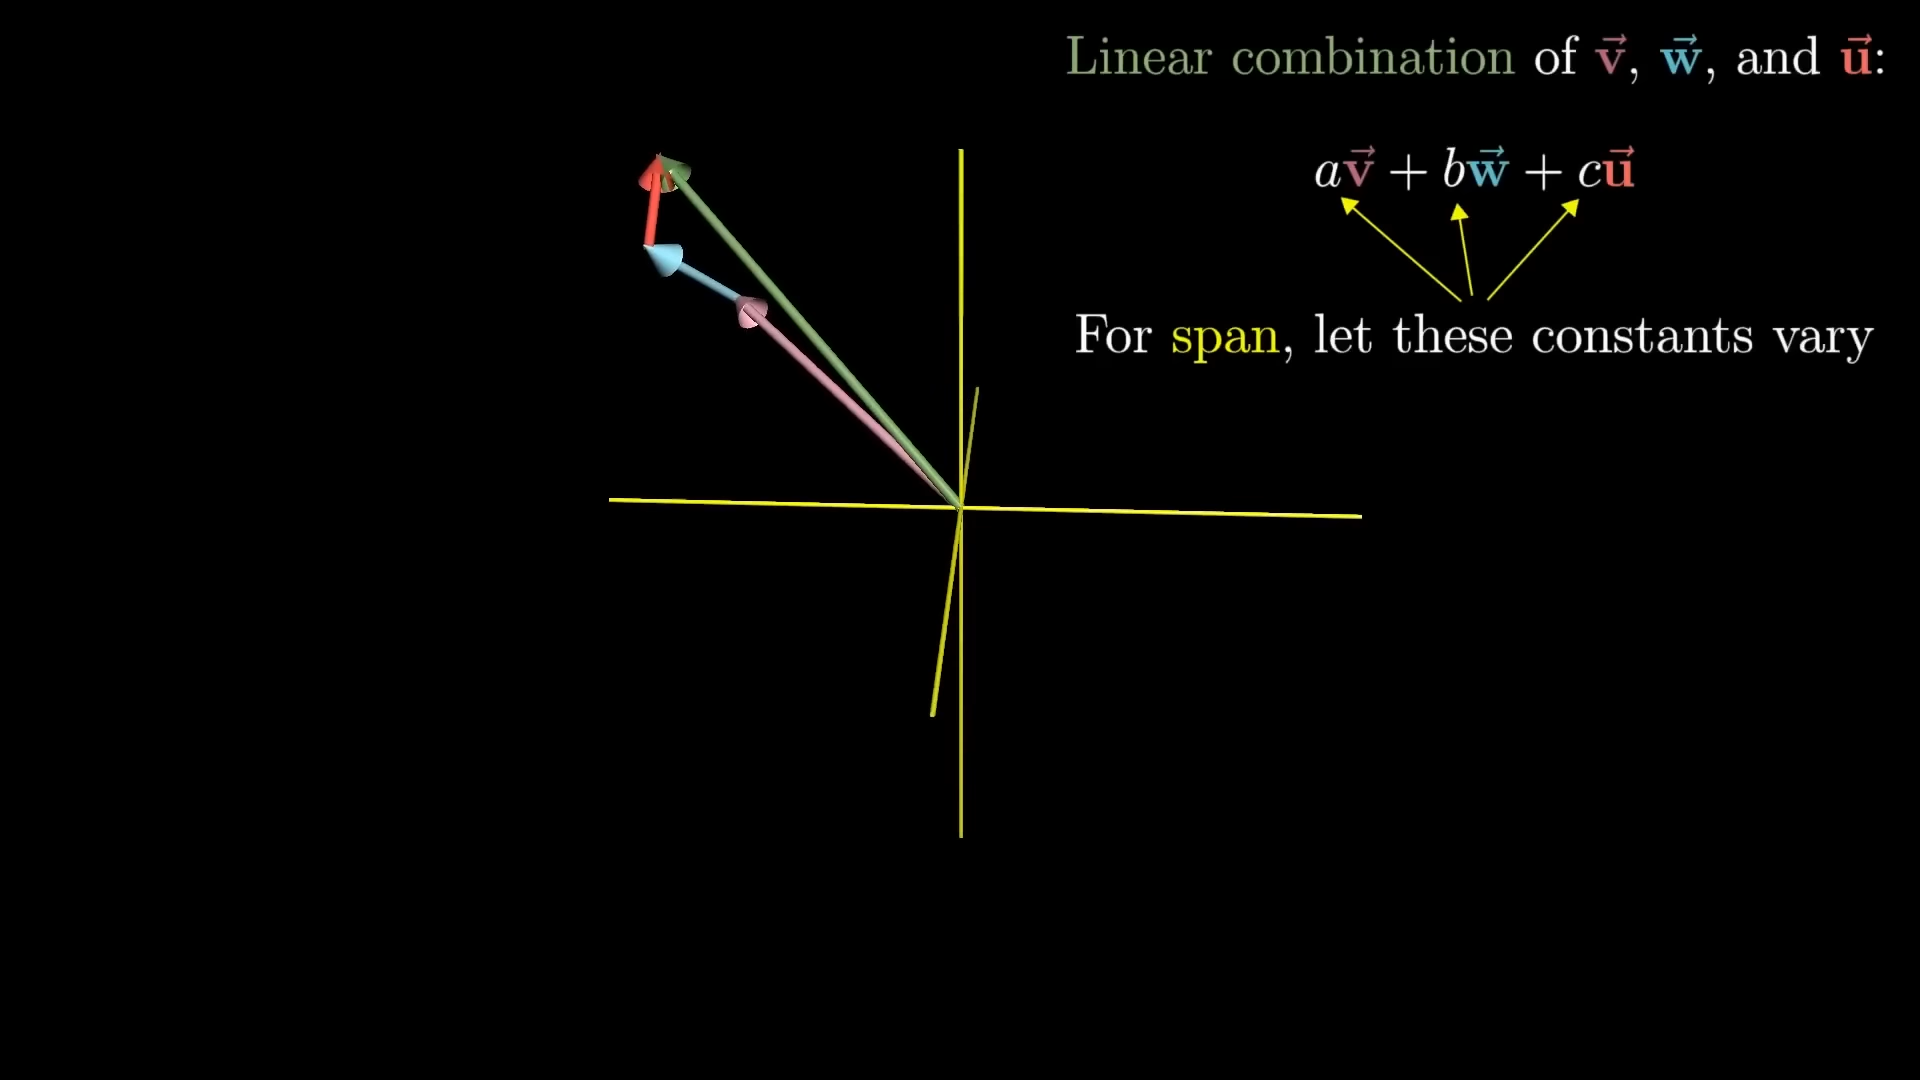 Linear combination of v⃗, w⃗, and u⃗:
av⃗ + bw⃗ + cu⃗
For span, let these constants vary